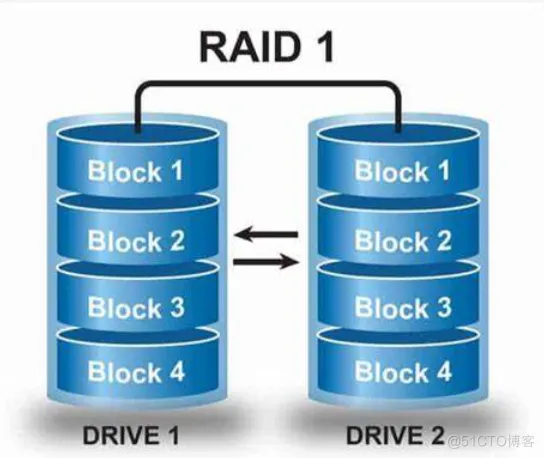 RAID 1
Block 1
Block 2
Block 3
Block 4
DRIVE 1
Block 1
Block 2
Block 3
Block 4
DRIVE 2
@51CTO博客